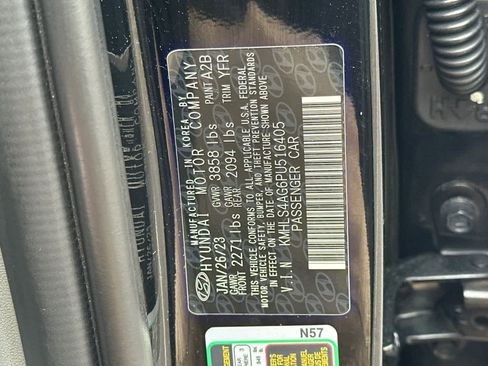 MANUFACTURED IN KOREA BY
HYUNDAI MOTOR COMPANY
JAN/26/23 GVWR 3858 lbs PAINT A2B
GAWR FRONT 2271 lbs GAWR REAR 2094 lbs TRIM YFR
THIS VEHICLE CONFORMS TO ALL APPLICABLE U.S.A. FEDERAL
MOTOR VEHICLE SAFETY, BUMPER, AND THEFT PREVENTION STANDARDS
IN EFFECT ON THE DATE OF MANUFACTURE SHOWN ABOVE.
V.I.N KMHLS4AG6PU516405
PASSENGER CAR
N57